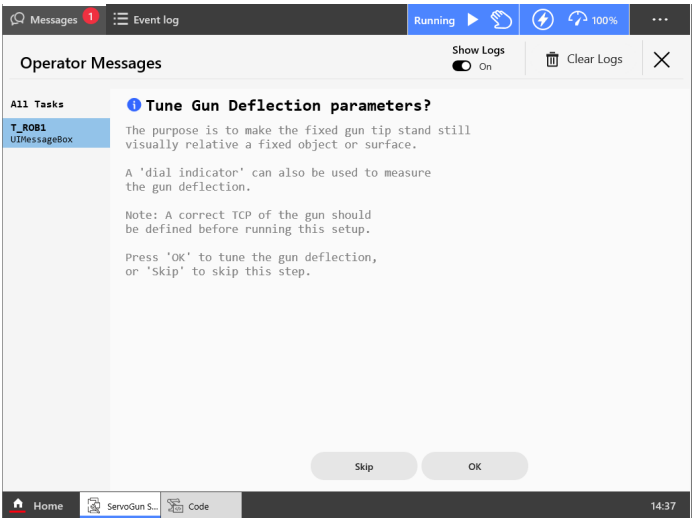 Messages 1
Event log
Running
100%
Operator Messages
Show Logs
On
Clear Logs
All Tasks
T_ROB1
UIMessageBox
Tune Gun Deflection parameters?
The purpose is to make the fixed gun tip stand still
visually relative a fixed object or surface.
A 'dial indicator' can also be used to measure
the gun deflection.
Note: A correct TCP of the gun should
be defined before running this setup.
Press 'OK' to tune the gun deflection,
or 'Skip' to skip this step.
Skip
OK
Home
ServoGun S...
Code
14:37